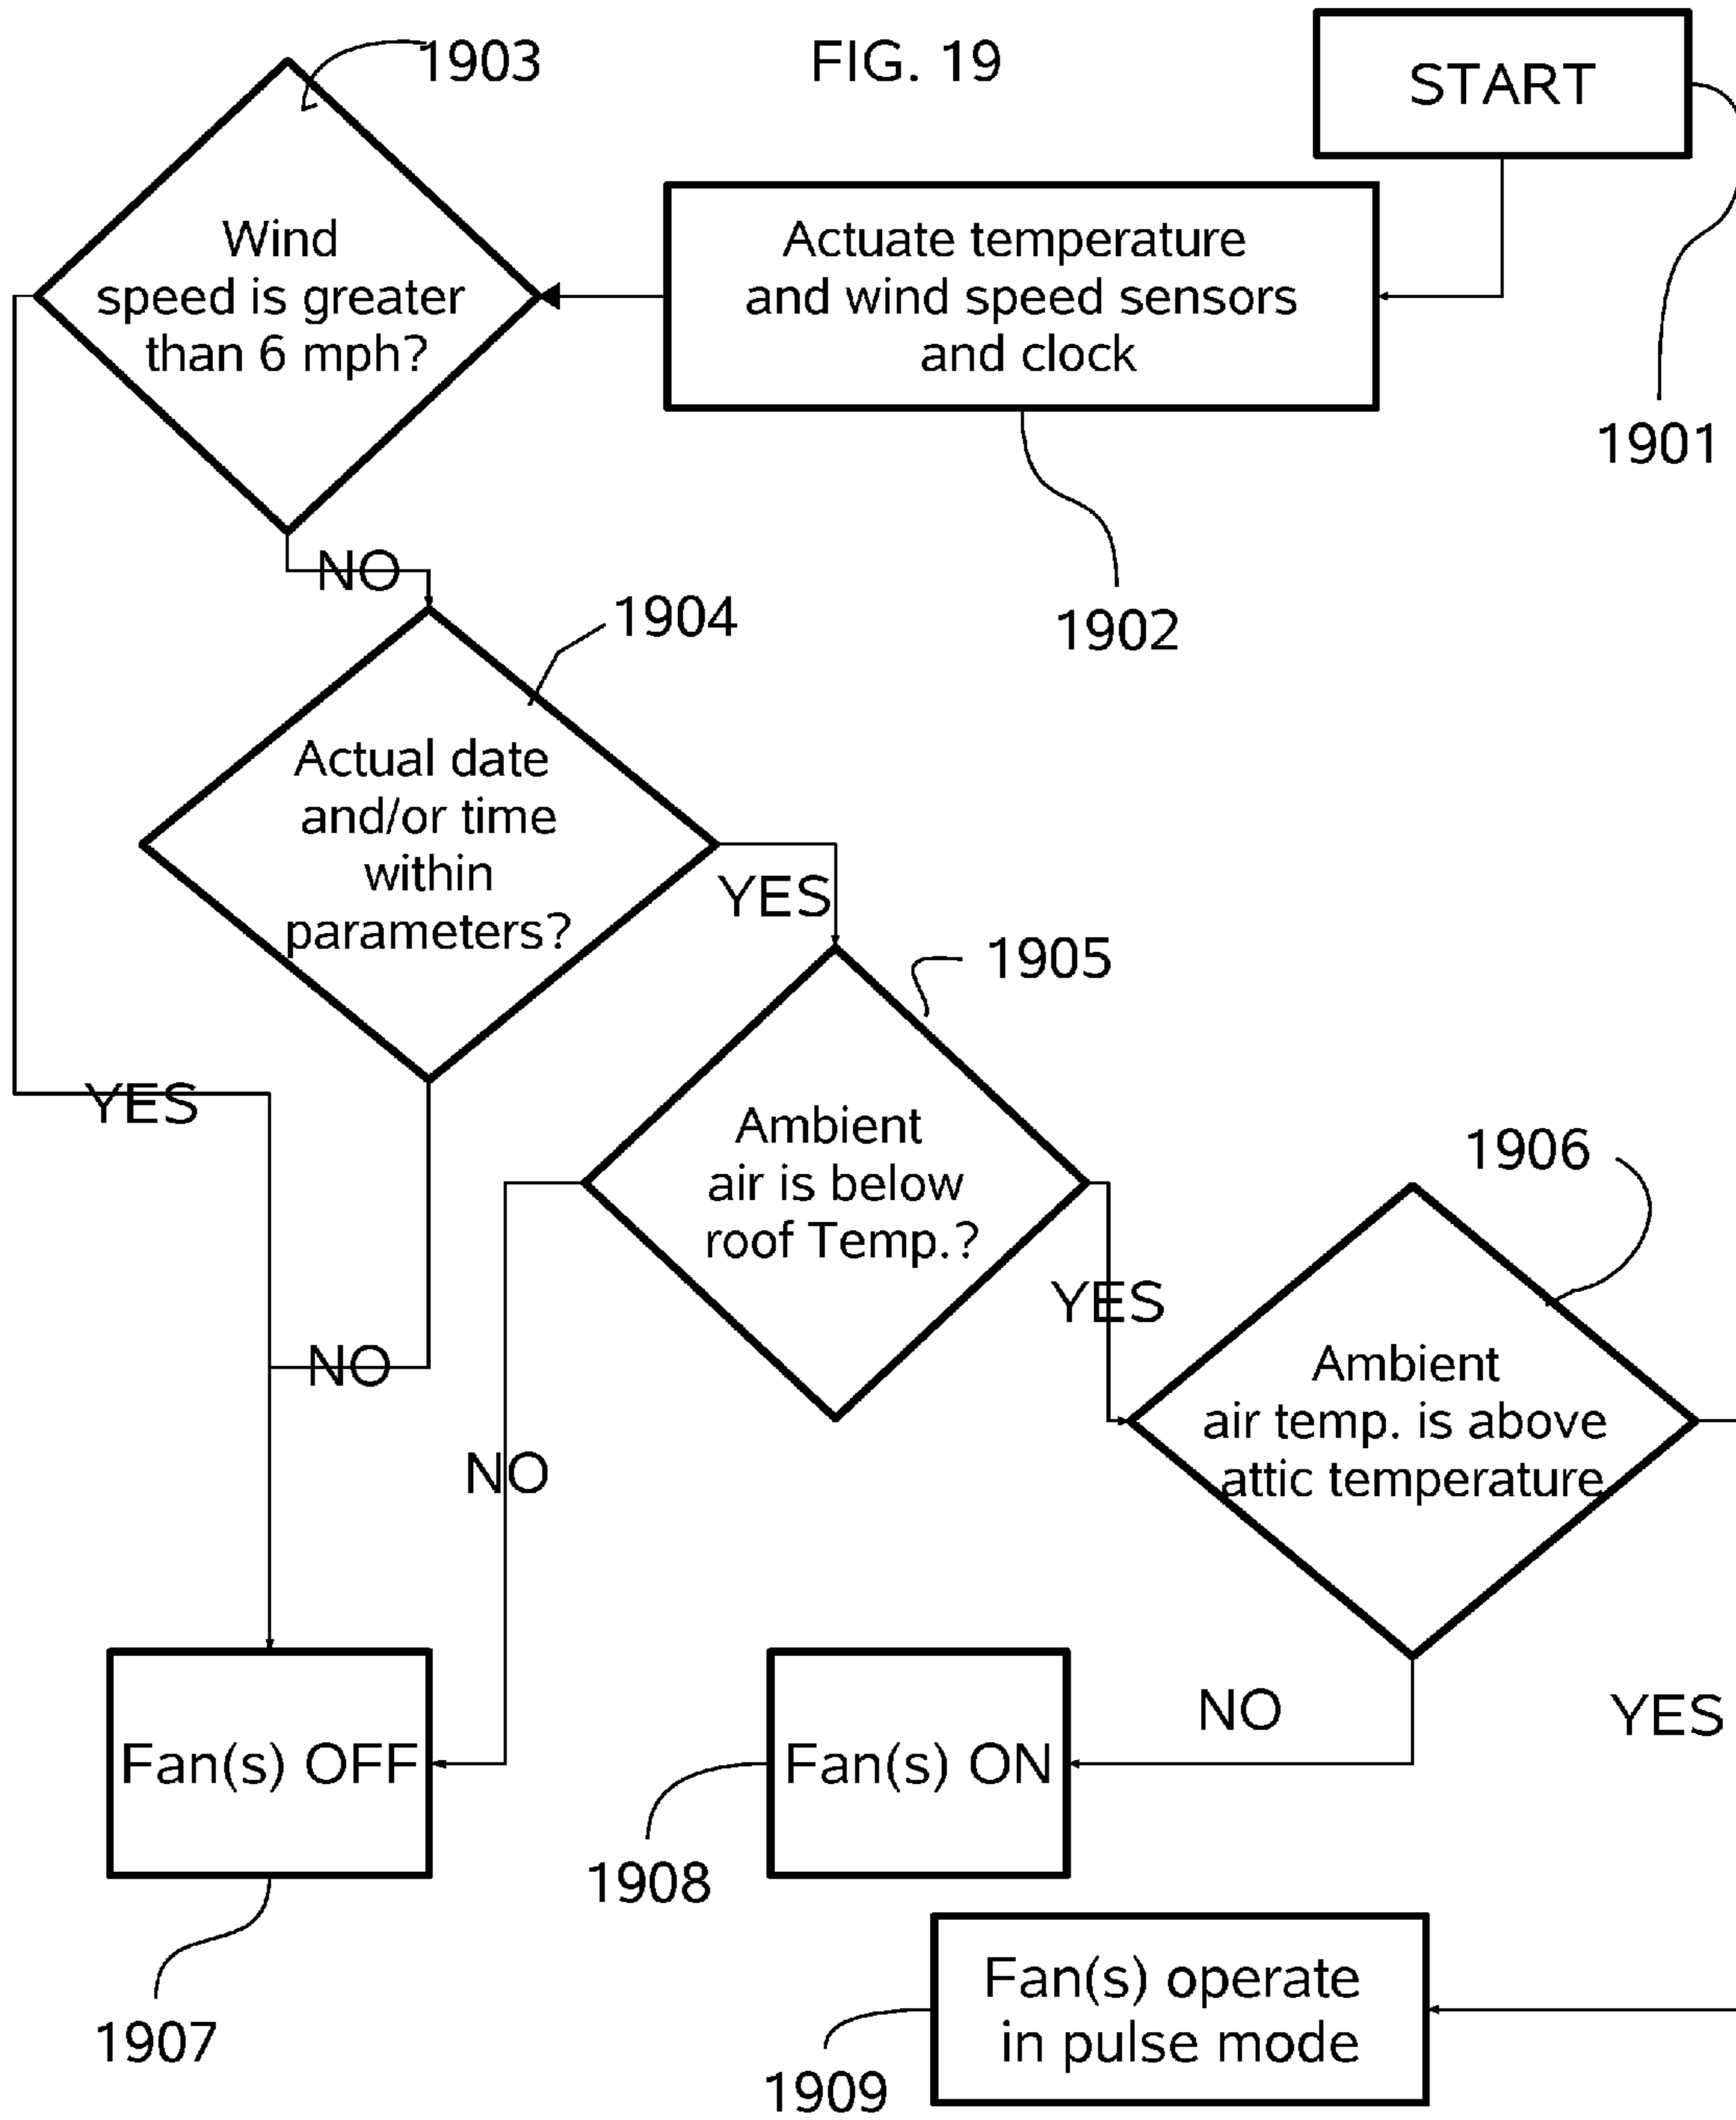 1903
FIG. 19
START
Wind
speed is greater
than 6 mph?
Actuate temperature
and wind speed sensors
and clock
1901
NO
1904
1902
Actual date
and/or time
within
parameters?
YES
1905
YES
Ambient
air is below
roof Temp.?
1906
YES
NO
Ambient
air temp. is above
attic temperature
NO
NO
YES
Fan(s) OFF
Fan(s) ON
1908
Fan(s) operate
in pulse mode
1907
1909